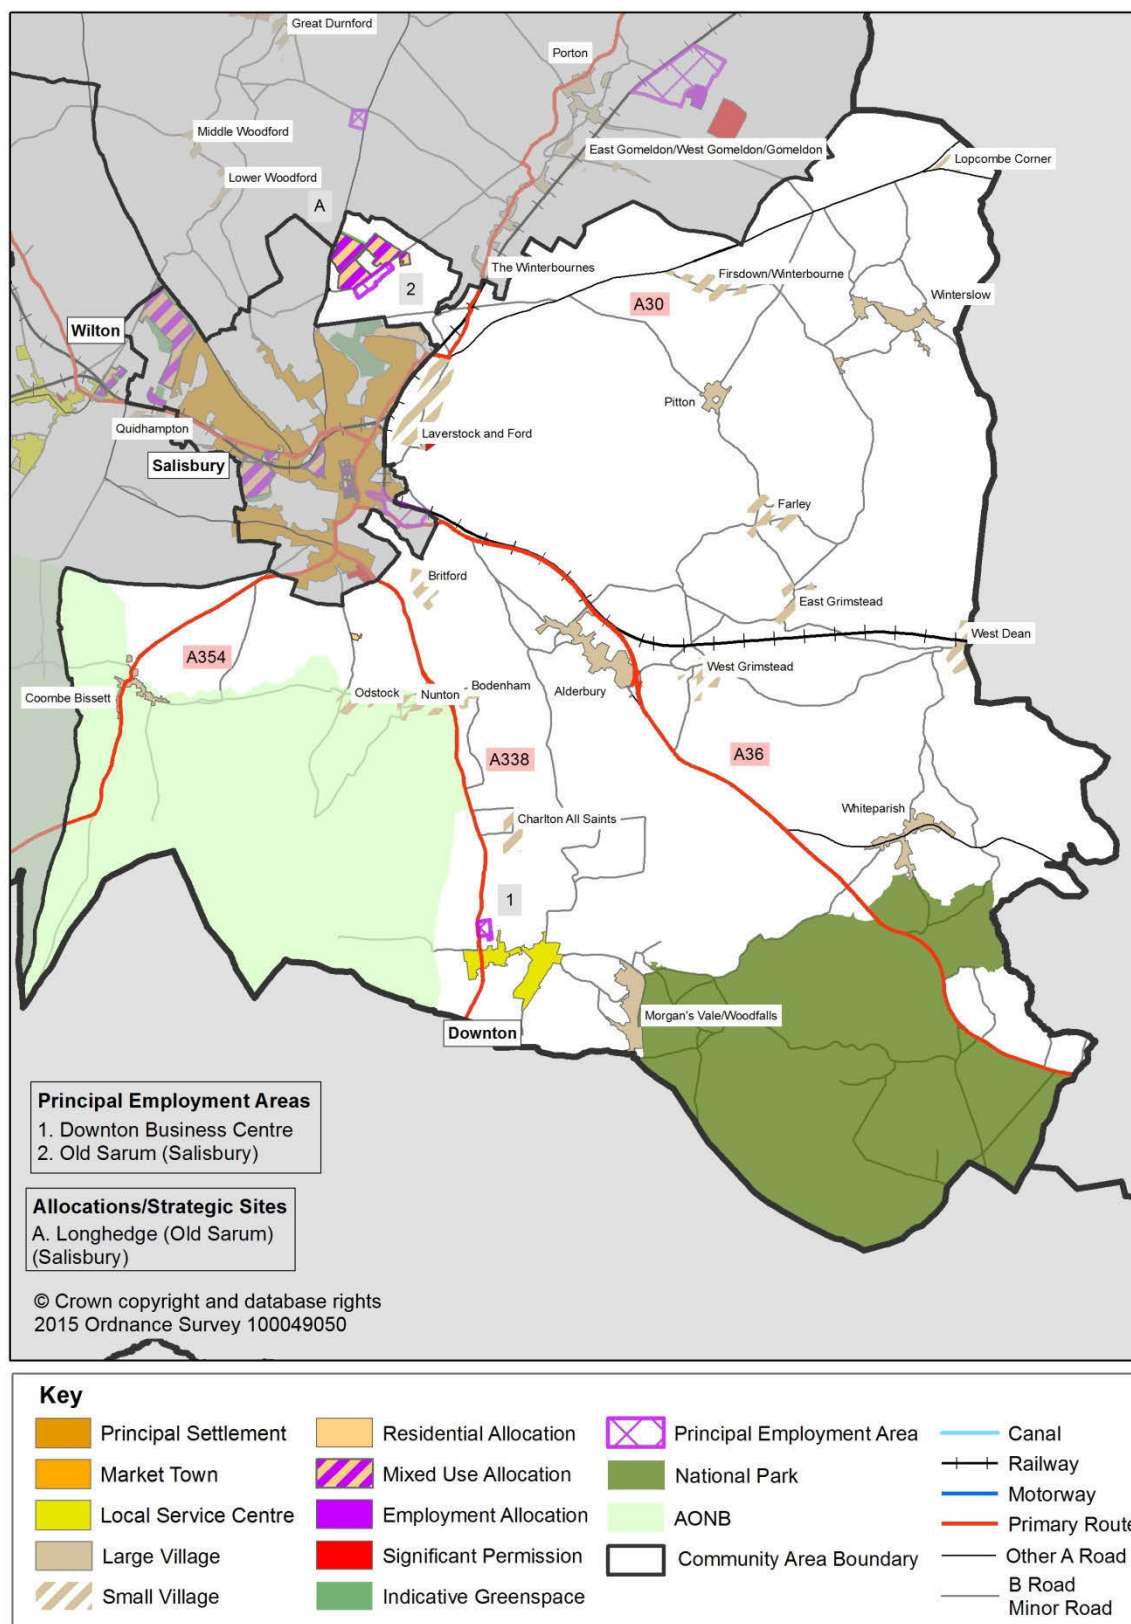 Great Durnford
Porton
Middle Woodford
East Gomeldon/West Gomeldon/Gomeldon
Lopcombe Corner
Lower Woodford
A
The Winterbournes
Firsdown/Winterbourne
2
A30
Winterslow
Wilton
Pitton
Quidhampton
Laverstock and Ford
Salisbury
Farley
Britford
East Grimstead
West Dean
A354
West Grimstead
Coombe Bissett
Odstock
Nunton
Bodenham
Alderbury
A338
A36
Whiteparish
Charlton All Saints
1
Morgan's Vale/Woodfalls
Downton
Principal Employment Areas
1. Downton Business Centre
2. Old Sarum (Salisbury)
Allocations/Strategic Sites
A. Longhedge (Old Sarum)
(Salisbury)
© Crown copyright and database rights
2015 Ordnance Survey 100049050
Key
Principal Settlement
Market Town
Local Service Centre
Large Village
Small Village
Residential Allocation
Mixed Use Allocation
Employment Allocation
Significant Permission
Indicative Greenspace
Principal Employment Area
National Park
AONB
Community Area Boundary
Canal
Railway
Motorway
Primary Route
Other A Road
B Road
Minor Road